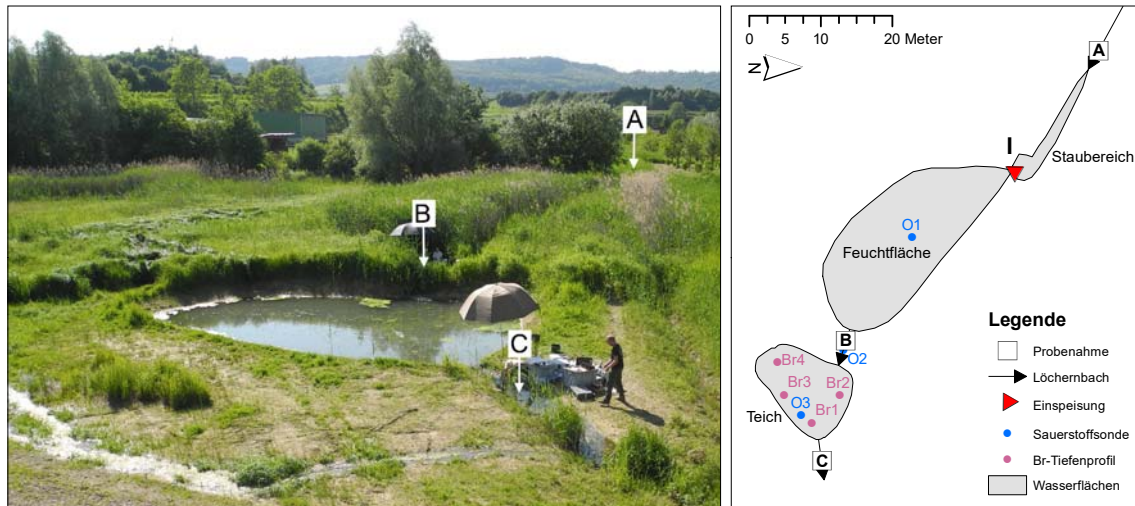 A
B
C
0 5 10 20 Meter
N
A
I
Staubereich
O1
Feuchtfläche
B
O2
Br4
Br3
Br2
O3
Br1
Teich
C
Legende
Probenahme
Löchernbach
Einspeisung
Sauerstoffsonde
Br-Tiefenprofil
Wasserflächen